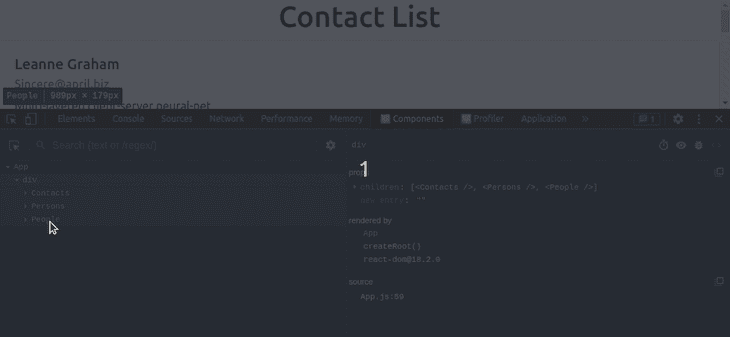 Contact List
Leanne Graham
Sincere@april.biz
People | 989px × 179px
Multi-layered client-server neural-net
Elements Console Sources Network Performance Memory Components Profiler Application » 1
Search (text or /regex/)
div
App
div
Contacts
Persons
People
1
props
children: [<Contacts />, <Persons />, <People />]
new entry: ""
rendered by
App
createRoot()
react-dom@18.2.0
source
App.js:59